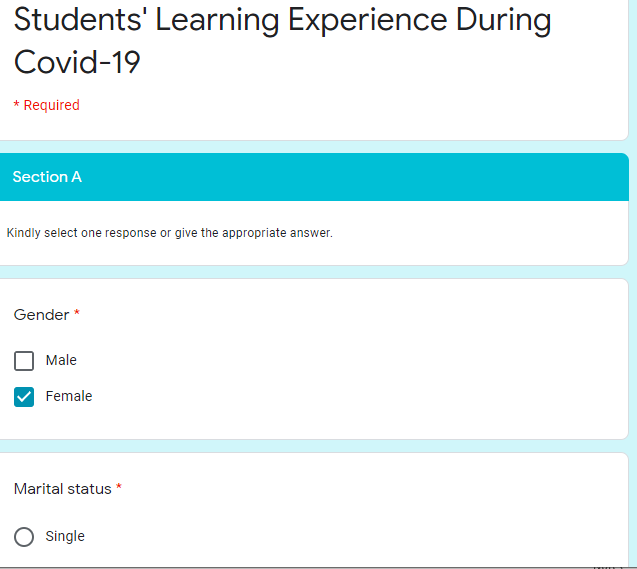 Students' Learning Experience During
Covid-19
* Required
Section A
Kindly select one response or give the appropriate answer.
Gender *
Male
Female
Marital status *
Single